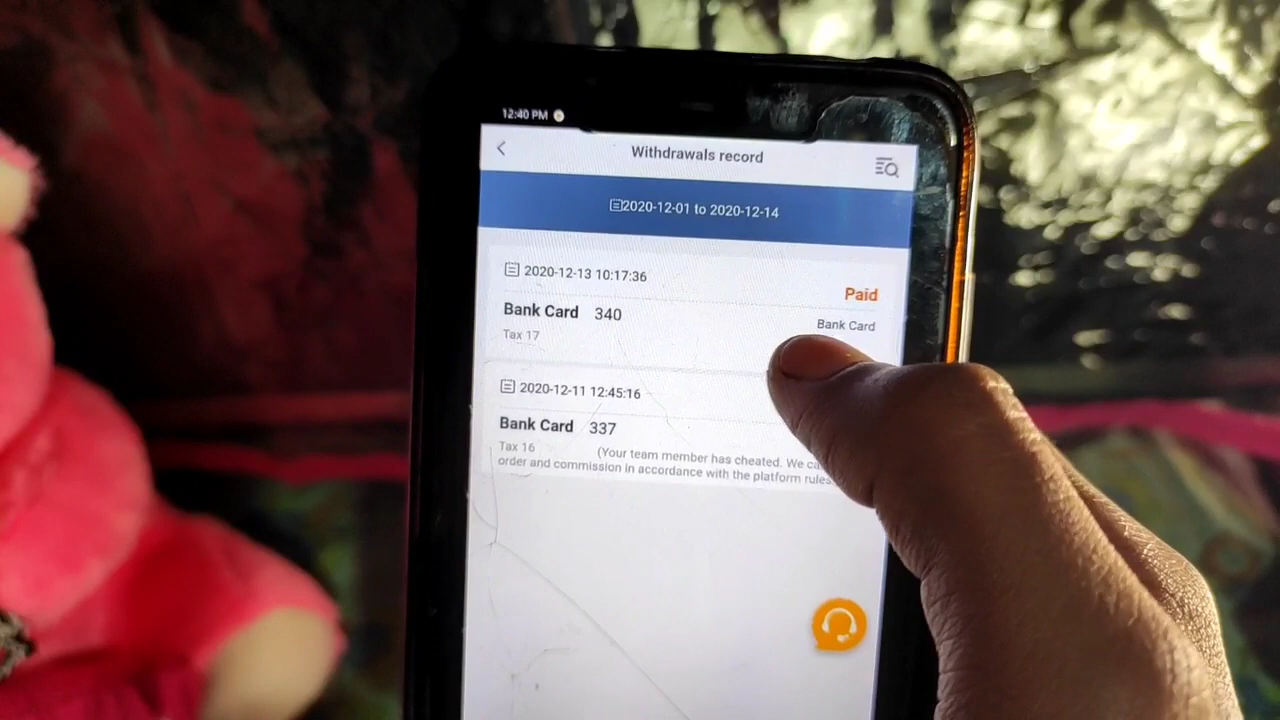 12:40 PM
Withdrawals record
2020-12-01 to 2020-12-14
2020-12-13 10:17:36
Paid
Bank Card 340
Bank Card
Tax 17
2020-12-11 12:45:16
Bank Card 337
Tax 16 (Your team member has cheated. We
order and commission in accordance with the platform rules